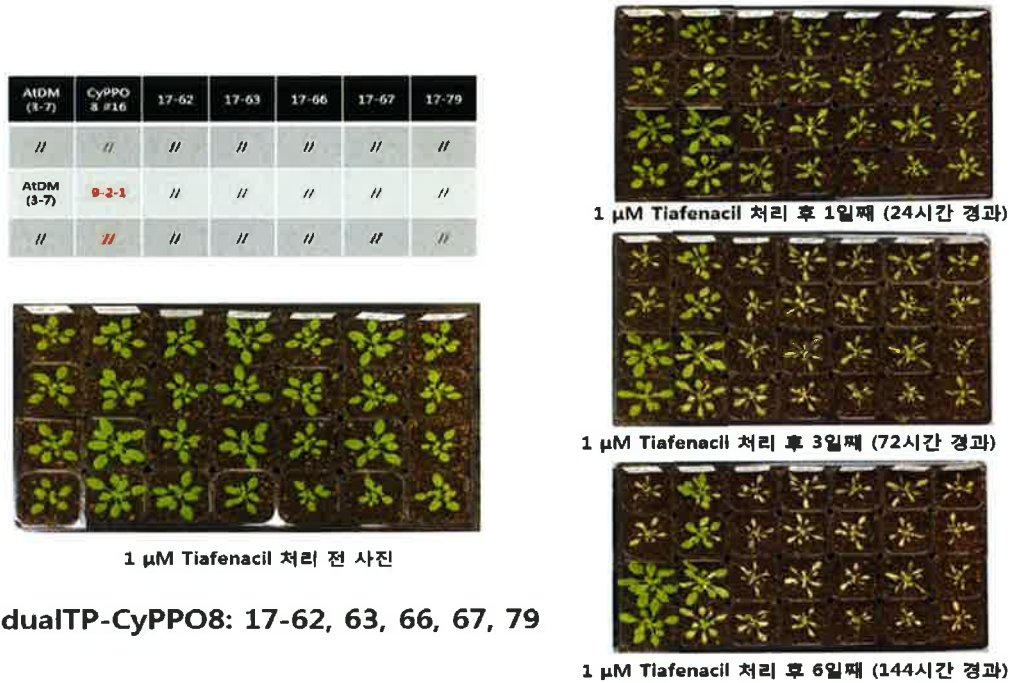 AtDM (3-7) CyPPO 8 #16 17-62 17-63 17-66 17-67 17-79
〃 〃 〃 〃 〃 〃 〃
AtDM (3-7) 9-2-1 〃 〃 〃 〃 〃
〃 〃 〃 〃 〃 〃 〃
1 μM Tiafenacil 처리 전 사진
dualTP-CyPPO8: 17-62, 63, 66, 67, 79
1 μM Tiafenacil 처리 후 1일째 (24시간 경과)
1 μM Tiafenacil 처리 후 3일째 (72시간 경과)
1 μM Tiafenacil 처리 후 6일째 (144시간 경과)